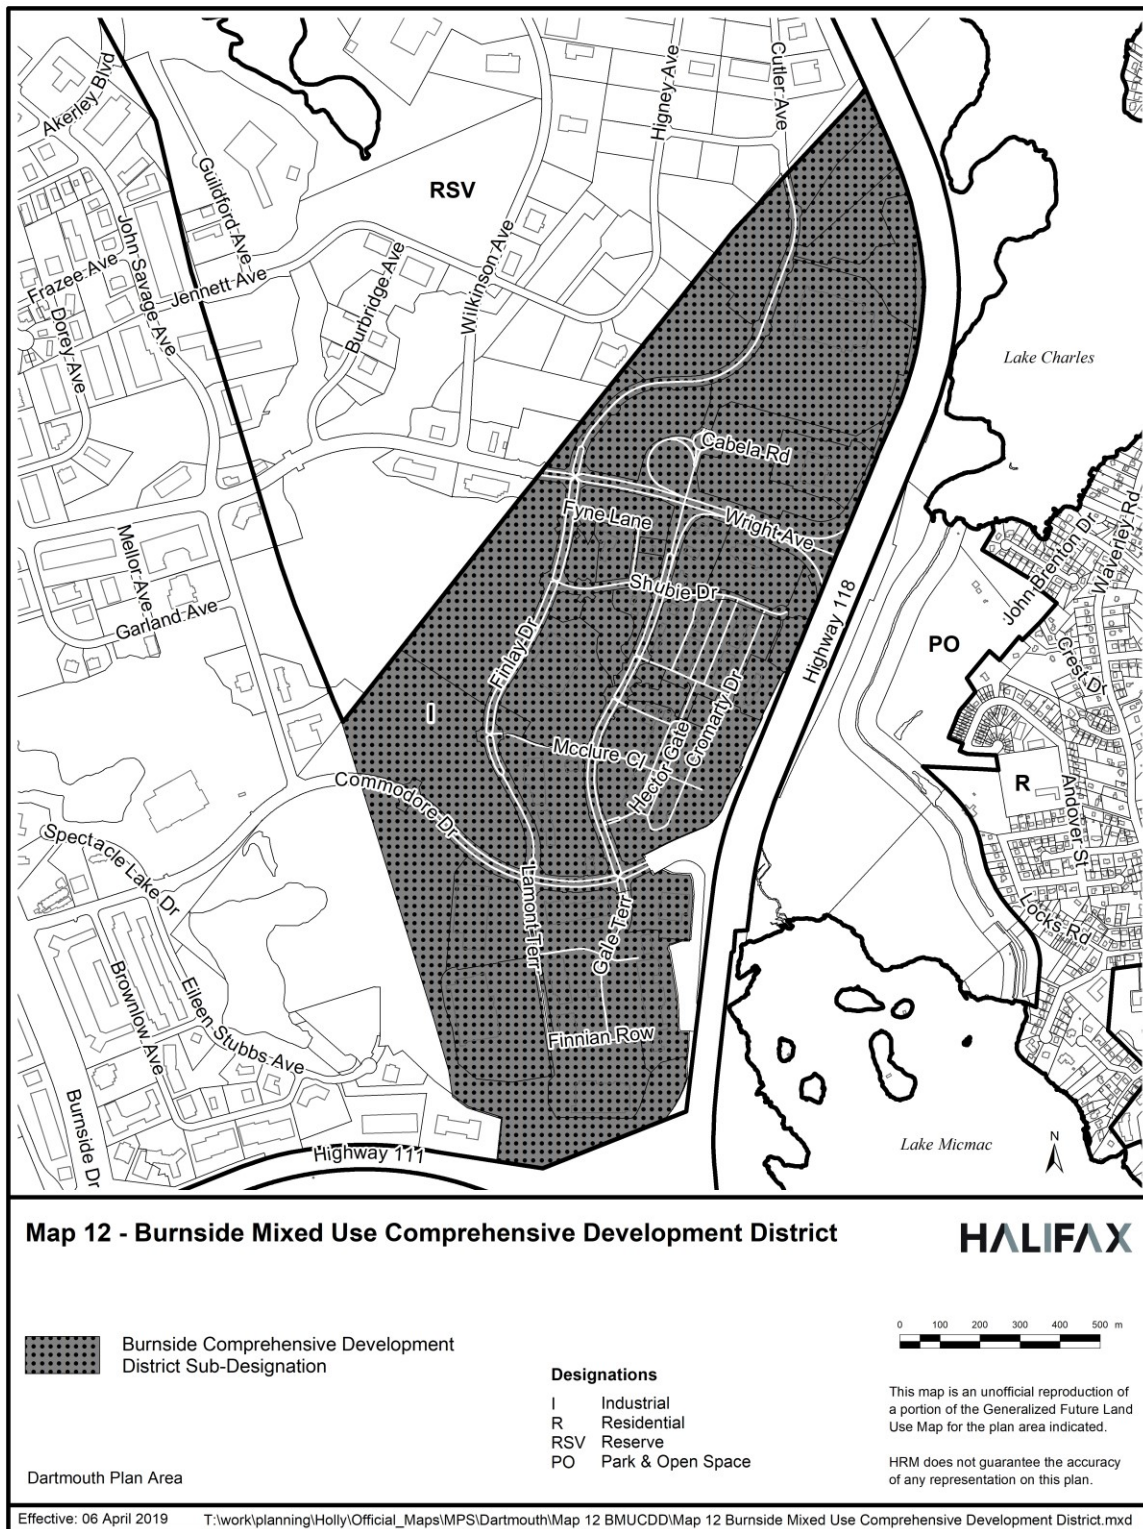 Akerley Blvd
Guildford Ave
John Savage Ave
Frazee Ave
Dorey Ave
Jennett Ave
Burbridge Ave
RSV
Wilkinson Ave
Higney Ave
Cutler Ave
Lake Charles
Cabela Rd
Wright Ave
Fyne Lane
Shubie Dr
Mellor Ave
Garland Ave
Finlay Dr
I
Mcclure Cl
Hector Gate
Cromarty Dr
Highway 118
PO
John Brenton Dr
Waverley Rd
Crest Dr
R
Andover St
Locks Rd
Commodore Dr
Spectacle Lake Dr
Lamont Terr
Gale Terr
Finnian Row
Brownlow Ave
Eileen Stubbs Ave
Burnside Dr
Highway 111
Lake Micmac
N
Map 12 - Burnside Mixed Use Comprehensive Development District
HALIFAX
Burnside Comprehensive Development
District Sub-Designation
0 100 200 300 400 500 m
Designations
I Industrial
R Residential
RSV Reserve
PO Park & Open Space
This map is an unofficial reproduction of
a portion of the Generalized Future Land
Use Map for the plan area indicated.
HRM does not guarantee the accuracy
of any representation on this plan.
Dartmouth Plan Area
Effective: 06 April 2019 T:\work\planning\Holly\Official_Maps\MPS\Dartmouth\Map 12 BMUCDD\Map 12 Burnside Mixed Use Comprehensive Development District.mxd